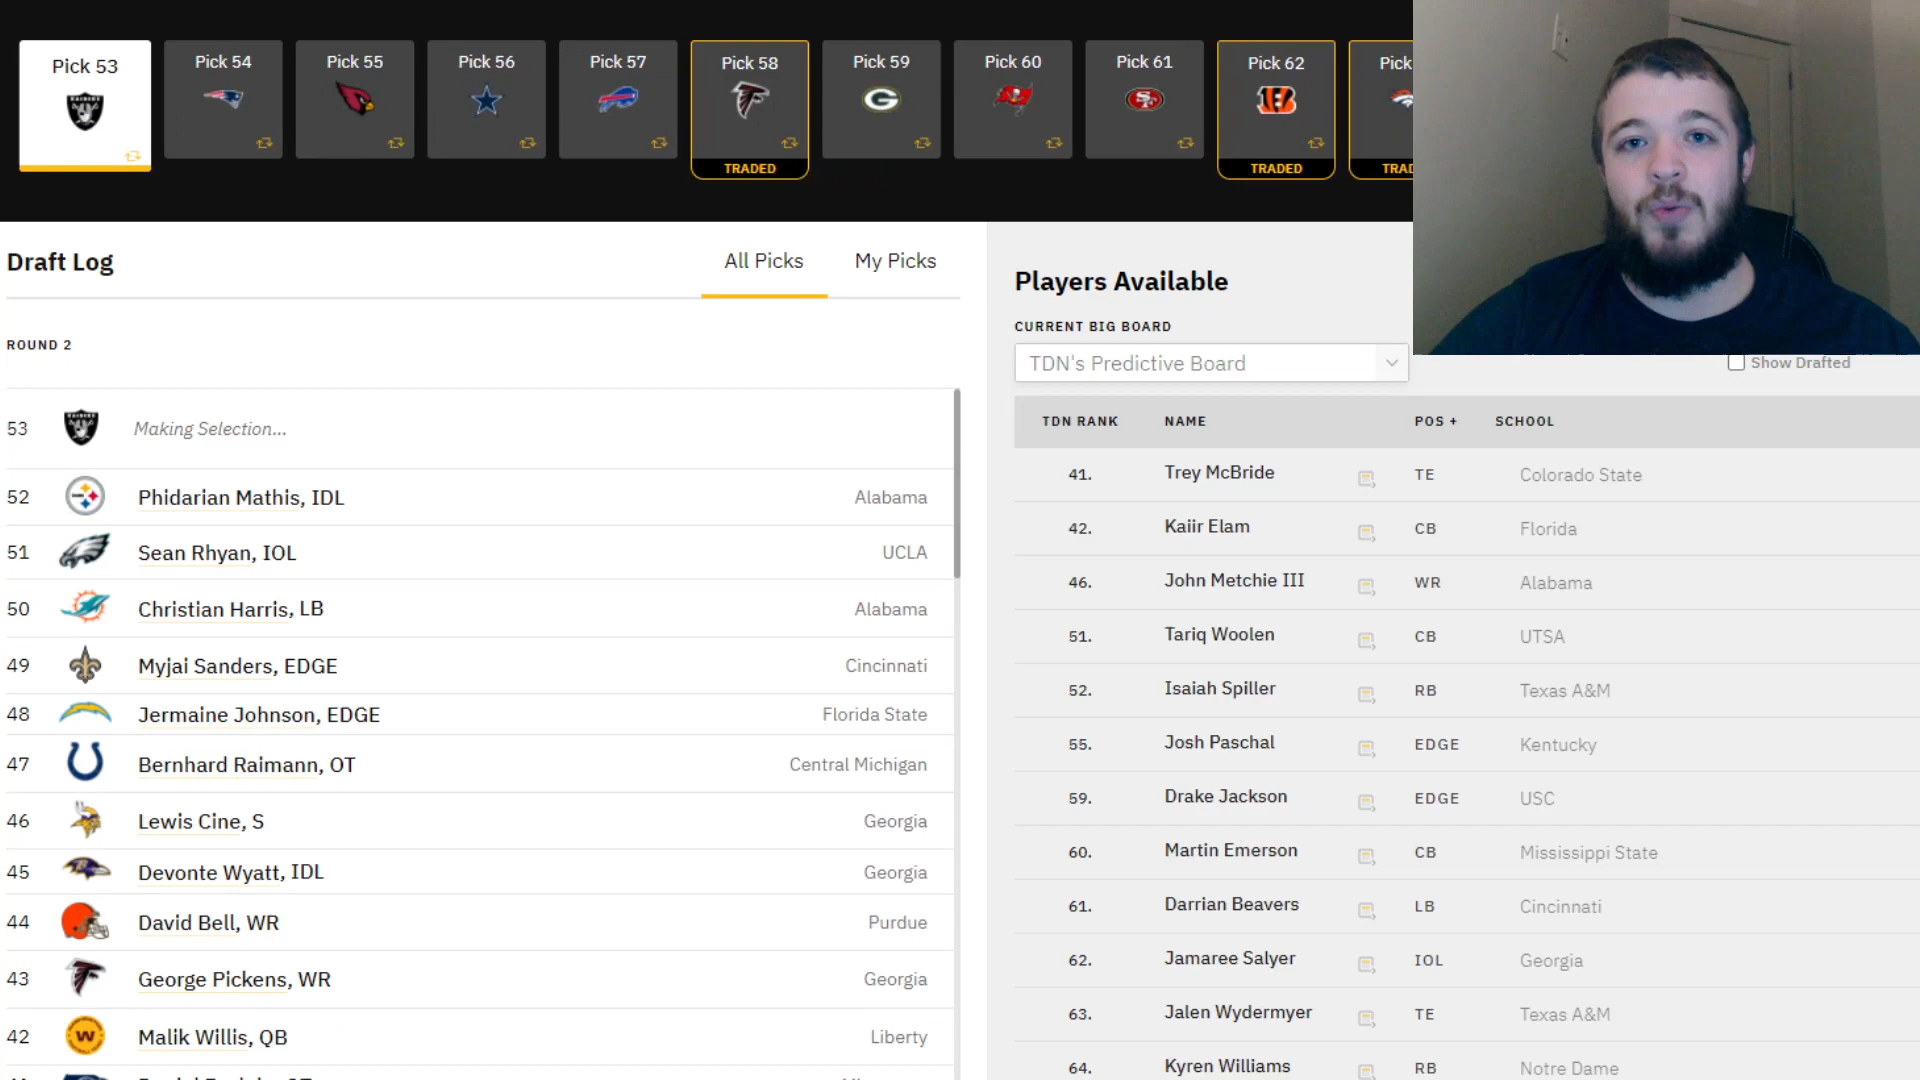 Pick 53
Pick 54
Pick 55
Pick 56
Pick 57
Pick 58
Pick 59
Pick 60
Pick 61
Pick 62
Pick
TRADED
TRADED
TRAD
Draft Log
All Picks
My Picks
ROUND 2
53 RAIDERS Making Selection...
52 Phidarian Mathis, IDL Alabama
51 Sean Rhyan, IOL UCLA
50 Christian Harris, LB Alabama
49 Myjai Sanders, EDGE Cincinnati
48 Jermaine Johnson, EDGE Florida State
47 Bernhard Raimann, OT Central Michigan
46 Lewis Cine, S Georgia
45 Devonte Wyatt, IDL Georgia
44 David Bell, WR Purdue
43 George Pickens, WR Georgia
42 Malik Willis, QB Liberty
Players Available
CURRENT BIG BOARD
TDN's Predictive Board
Show Drafted
TDN RANK NAME POS + SCHOOL
41. Trey McBride TE Colorado State
42. Kaiir Elam CB Florida
46. John Metchie III WR Alabama
51. Tariq Woolen CB UTSA
52. Isaiah Spiller RB Texas A&M
55. Josh Paschal EDGE Kentucky
59. Drake Jackson EDGE USC
60. Martin Emerson CB Mississippi State
61. Darrian Beavers LB Cincinnati
62. Jamaree Salyer IOL Georgia
63. Jalen Wydermyer TE Texas A&M
64. Kyren Williams RB Notre Dame